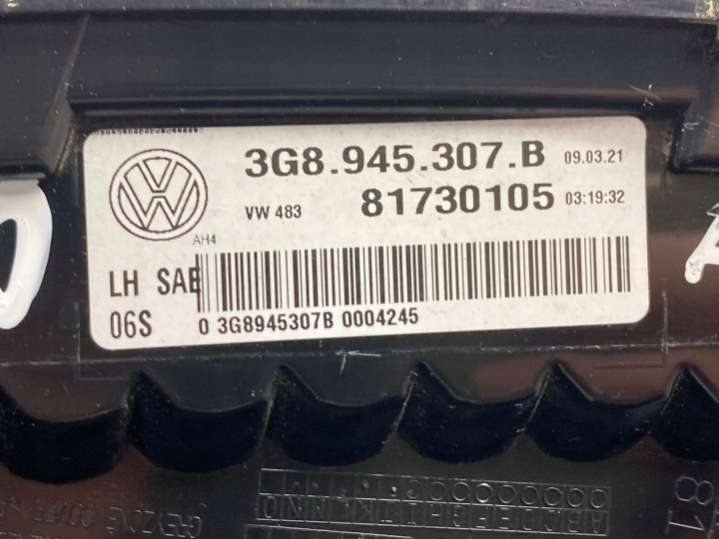 3G8.945.307.B 09.03.21
VW 483 81730105 03:19:32
AH4
LH SAE
06S 0 3G8945307B 0004245
81